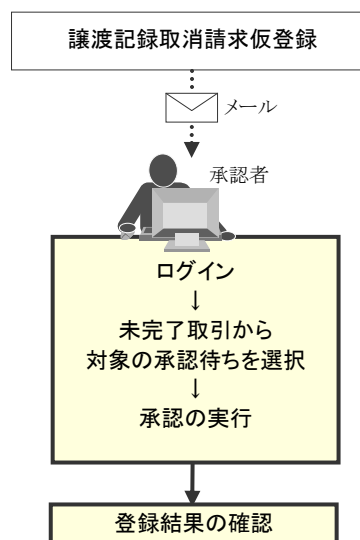 譲渡記録取消請求仮登録
メール
承認者
ログイン
↓
未完了取引から
対象の承認待ちを選択
↓
承認の実行
登録結果の確認